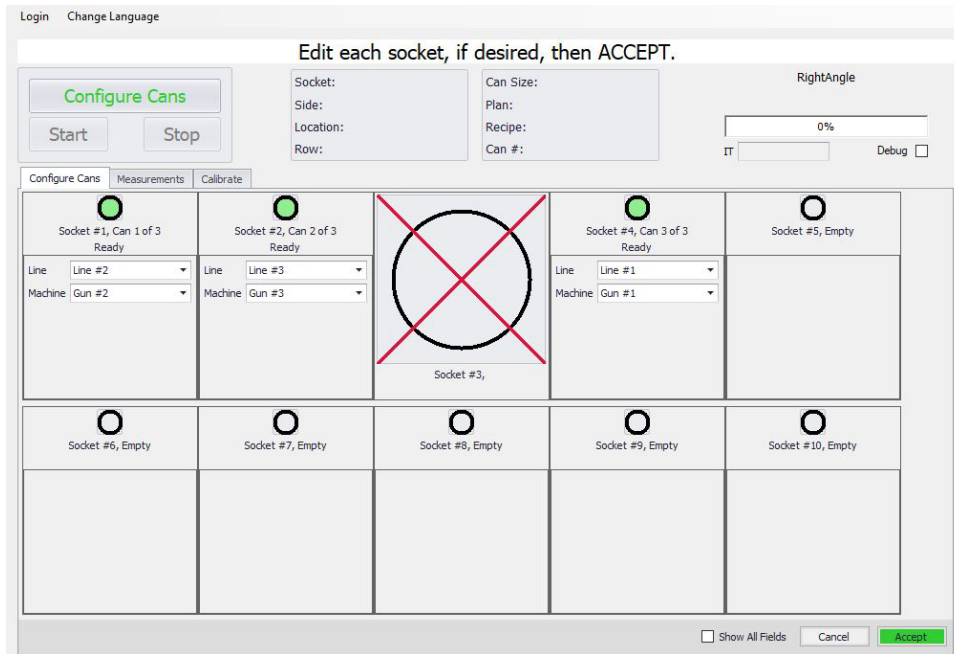 Login Change Language
Edit each socket, if desired, then ACCEPT.
Configure Cans
Start Stop
Socket:
Side:
Location:
Row:
Can Size:
Plan:
Recipe:
Can #:
RightAngle
0%
IT Debug
Configure Cans Measurements Calibrate
Socket #1, Can 1 of 3
Ready
Line Line #2
Machine Gun #2
Socket #2, Can 2 of 3
Ready
Line Line #3
Machine Gun #3
Socket #3,
Socket #4, Can 3 of 3
Ready
Line Line #1
Machine Gun #1
Socket #5, Empty
Socket #6, Empty
Socket #7, Empty
Socket #8, Empty
Socket #9, Empty
Socket #10, Empty
Show All Fields Cancel Accept